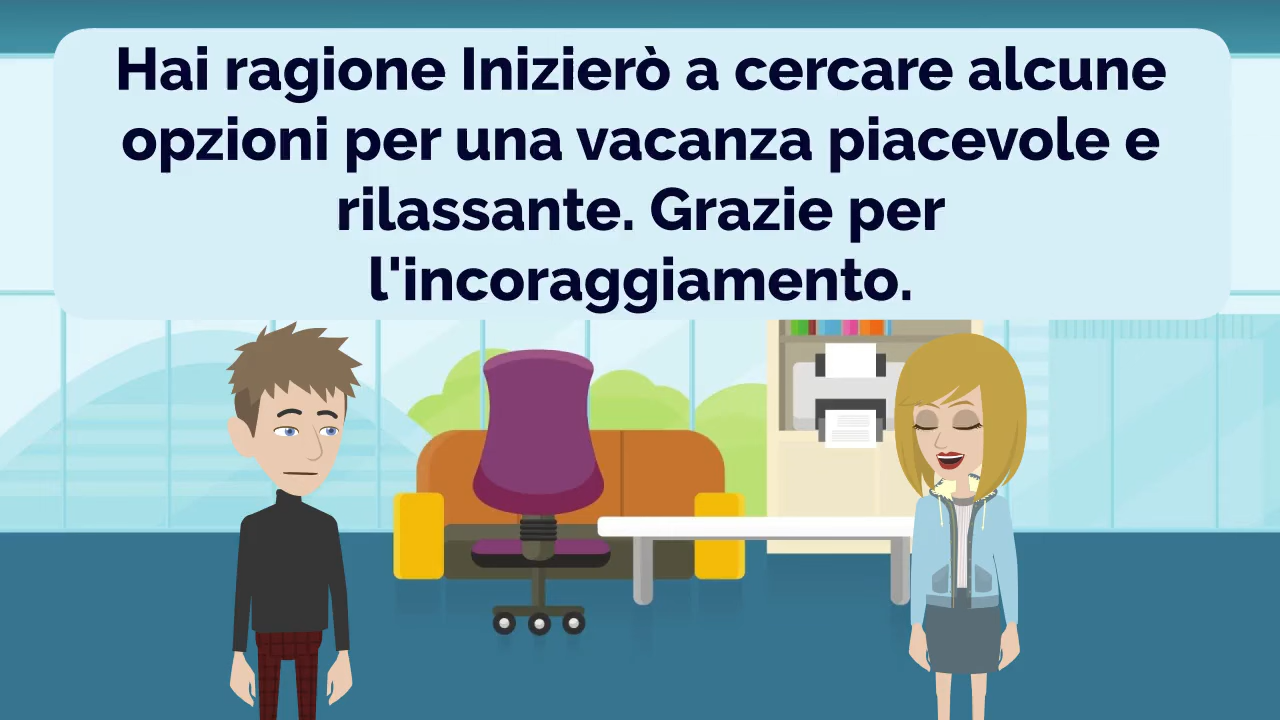 Hai ragione Inizierò a cercare alcune
opzioni per una vacanza piacevole e
rilassante. Grazie per
l'incoraggiamento.